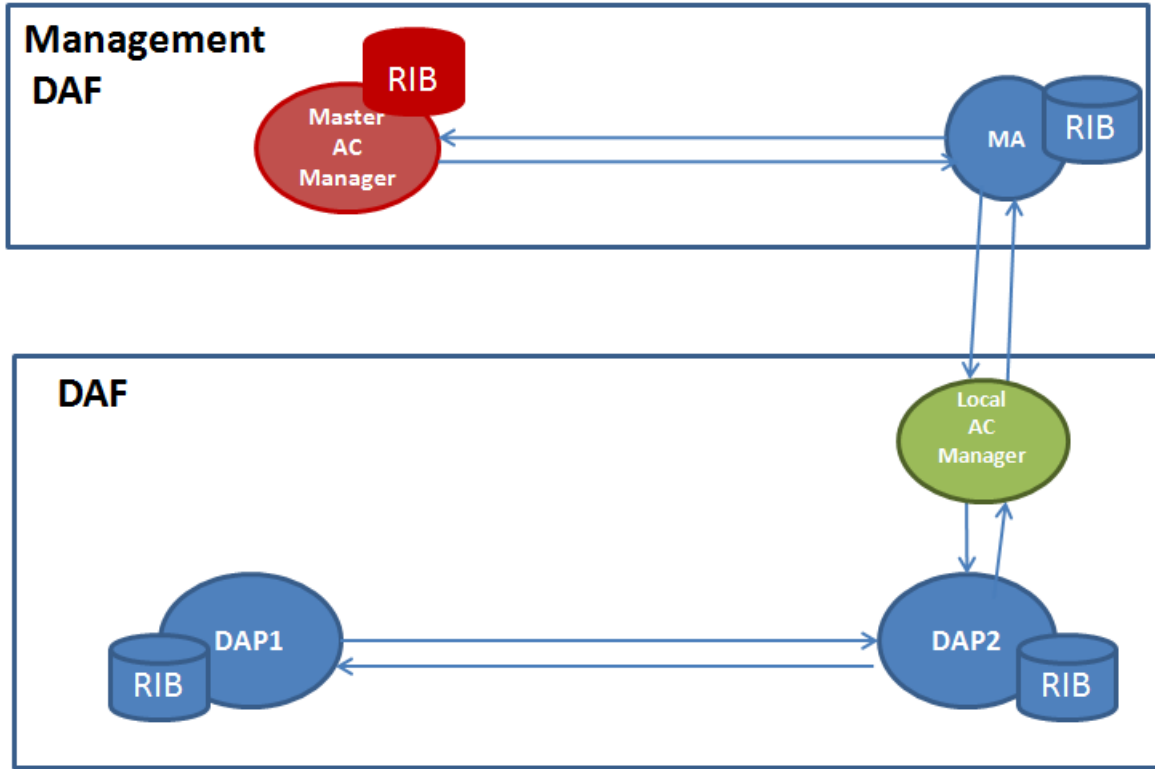 Management
DAF
RIB
Master
AC
Manager
MA
RIB
DAF
Local
AC
Manager
DAP1
RIB
DAP2
RIB